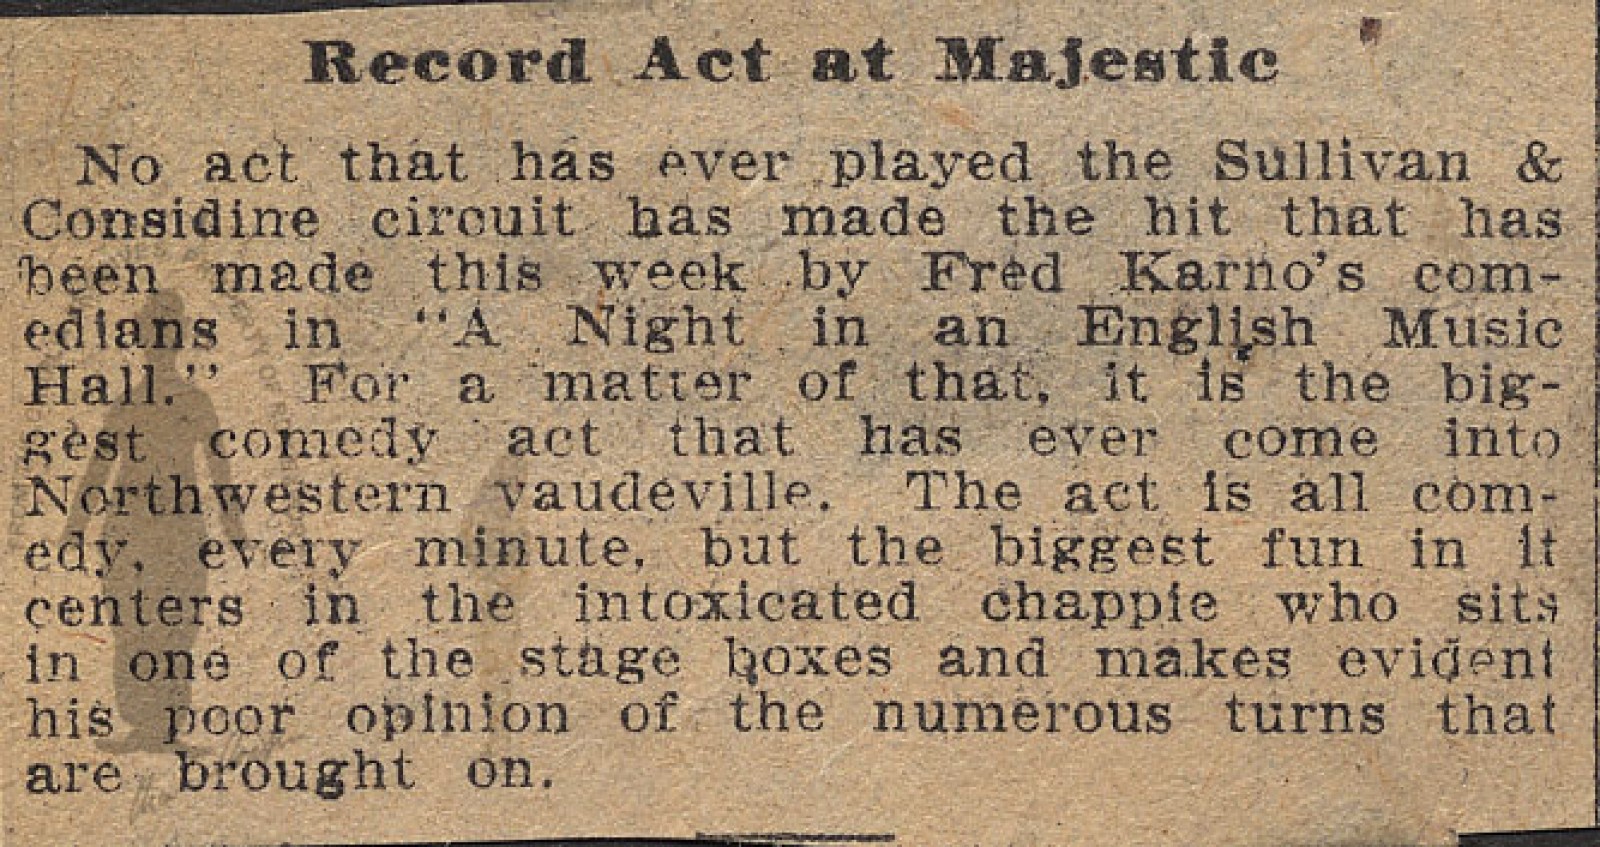 Record Act at Majestic
No act that has ever played the Sullivan &
Considine circuit has made the hit that has
been made this week by Fred Karno's com-
edians in "A Night in an English Music
Hall." For a matter of that, it is the big-
gest comedy act that has ever come into
Northwestern vaudeville. The act is all com-
edy, every minute, but the biggest fun in it
centers in the intoxicated chappie who sits
in one of the stage boxes and makes evident
his poor opinion of the numerous turns that
are brought on.